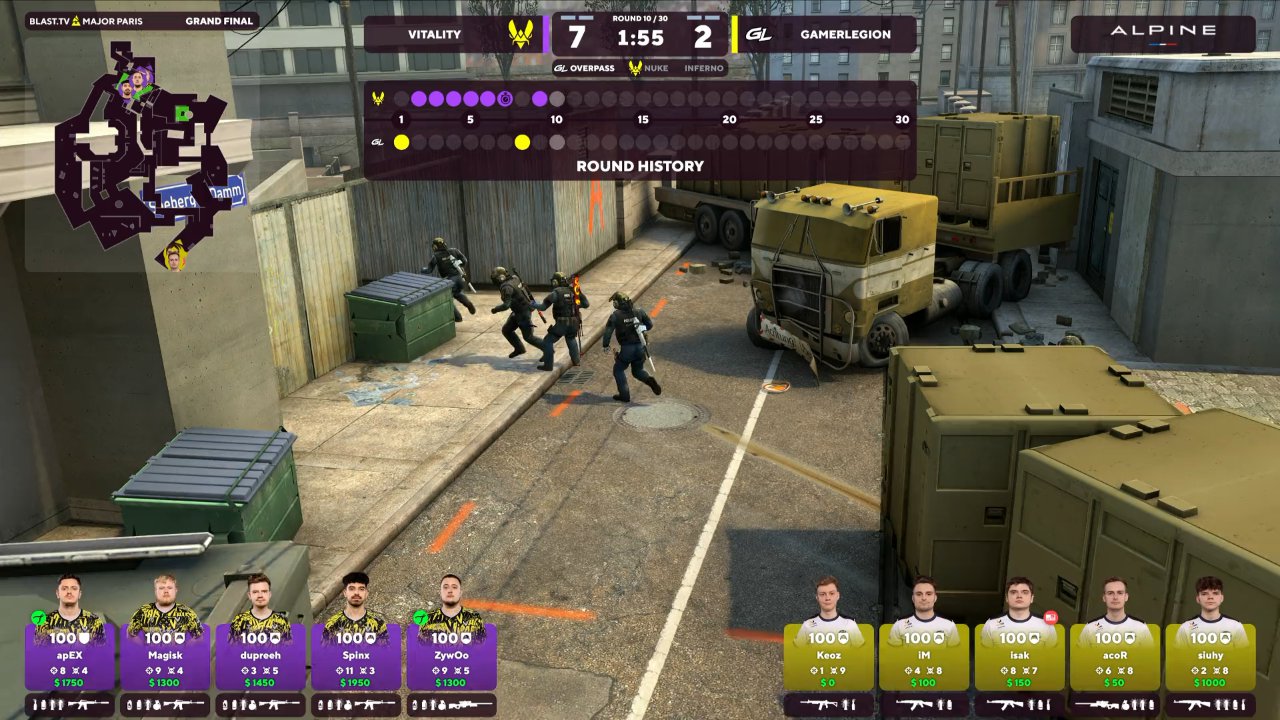 BLAST.TV MAJOR PARIS GRAND FINAL
VITALITY 7 ROUND 10 / 30 1:55 2 GL GAMERLEGION
ALPINE
GL OVERPASS NUKE INFERNO
1 5 10 15 20 25 30
GL
ROUND HISTORY
Damm
100 100 100 100 100 100 100 100 100 100
apEX Magisk dupreeh Spinx ZywOo Keoz iM isak acoR siuhy
8 4 9 4 3 5 11 3 9 5 1 9 4 8 8 7 6 8 2 8
$1750 $1300 $1450 $1950 $1300 $0 $100 $150 $50 $1000